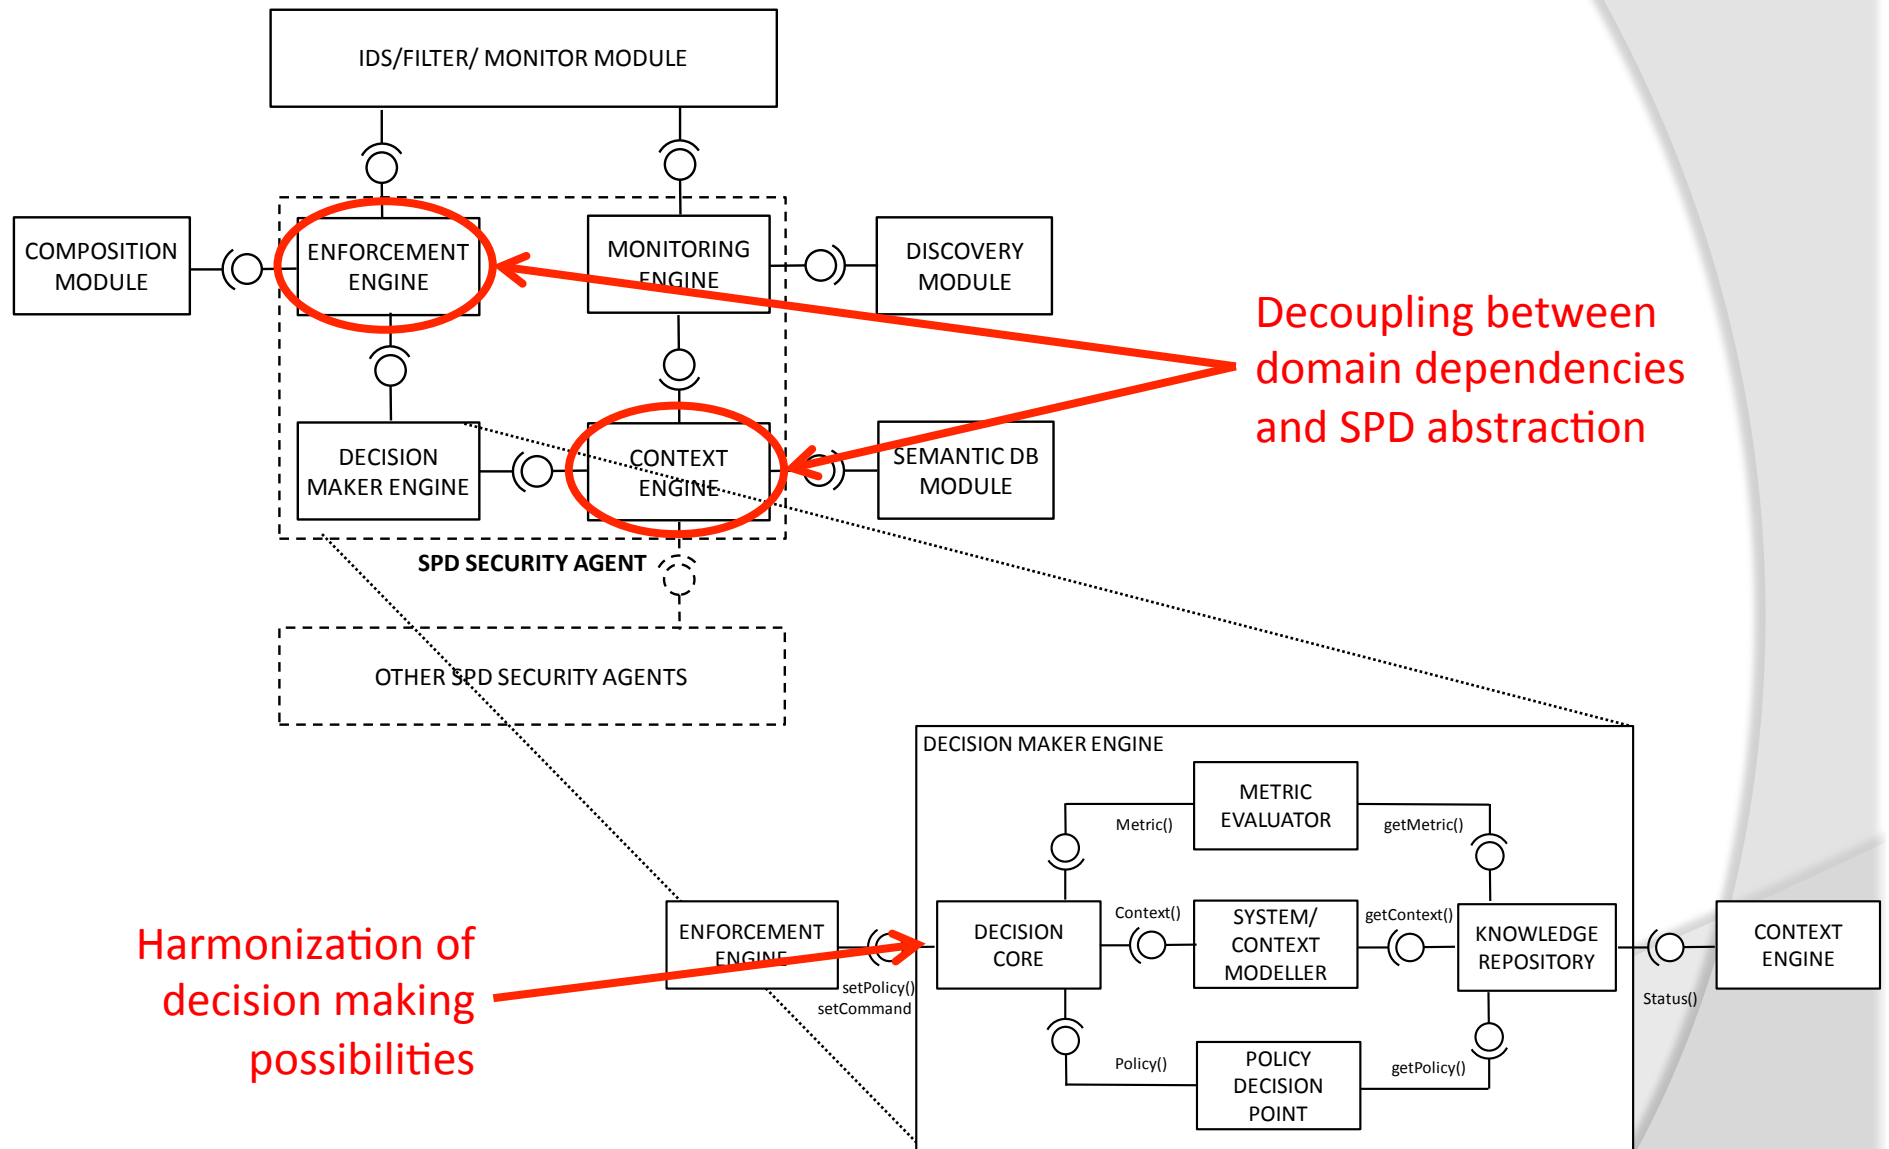 IDS/FILTER/ MONITOR MODULE
COMPOSITION
MODULE
ENFORCEMENT
ENGINE
MONITORING
ENGINE
DISCOVERY
MODULE
Decoupling between
domain dependencies
and SPD abstraction
DECISION
MAKER ENGINE
CONTEXT
ENGINE
SEMANTIC DB
MODULE
SPD SECURITY AGENT
OTHER SPD SECURITY AGENTS
DECISION MAKER ENGINE
METRIC
EVALUATOR
Metric()
getMetric()
Harmonization of
decision making
possibilities
ENFORCEMENT
ENGINE
setPolicy()
setCommand
DECISION
CORE
Context()
SYSTEM/
CONTEXT
MODELLER
getContext()
KNOWLEDGE
REPOSITORY
Status()
CONTEXT
ENGINE
Policy()
POLICY
DECISION
POINT
getPolicy()